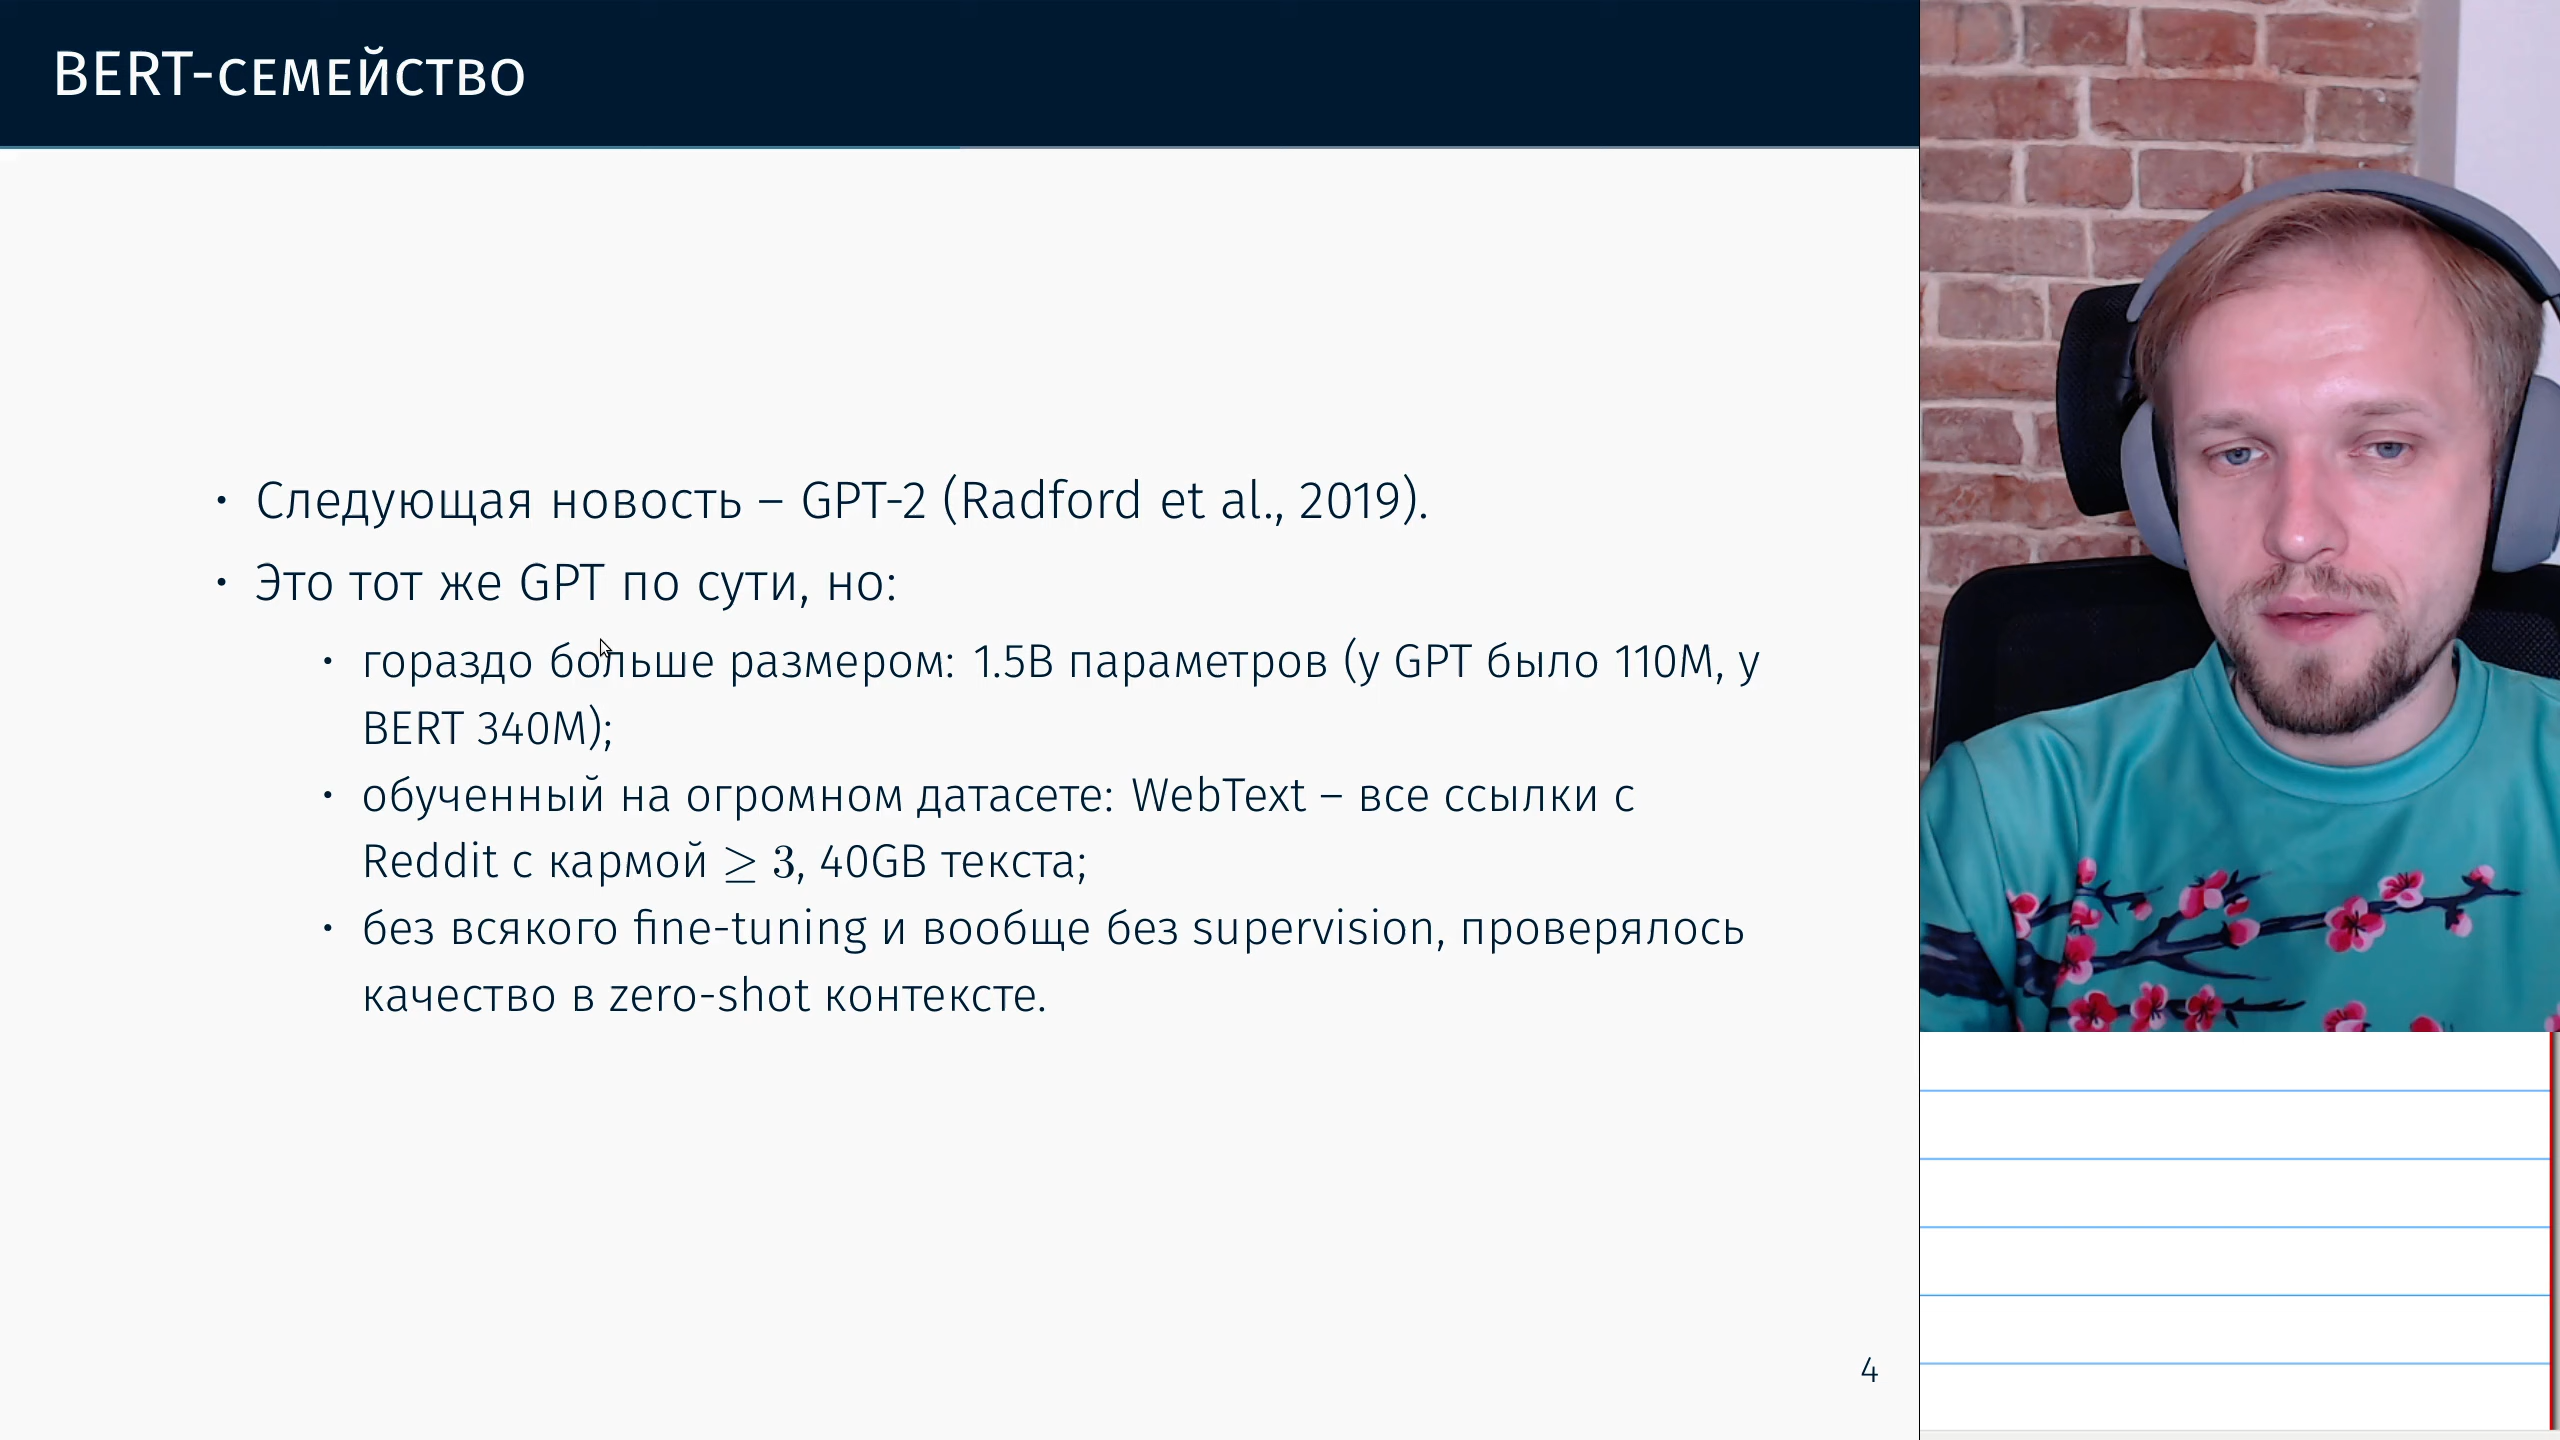 BERT-СЕМЕЙСТВО
• Следующая новость – GPT-2 (Radford et al., 2019).
• Это тот же GPT по сути, но:
• гораздо больше размером: 1.5B параметров (у GPT было 110M, у
BERT 340M);
• обученный на огромном датасете: WebText – все ссылки с
Reddit с кармой ≥ 3, 40GB текста;
• без всякого fine-tuning и вообще без supervision, проверялось
качество в zero-shot контексте.
4